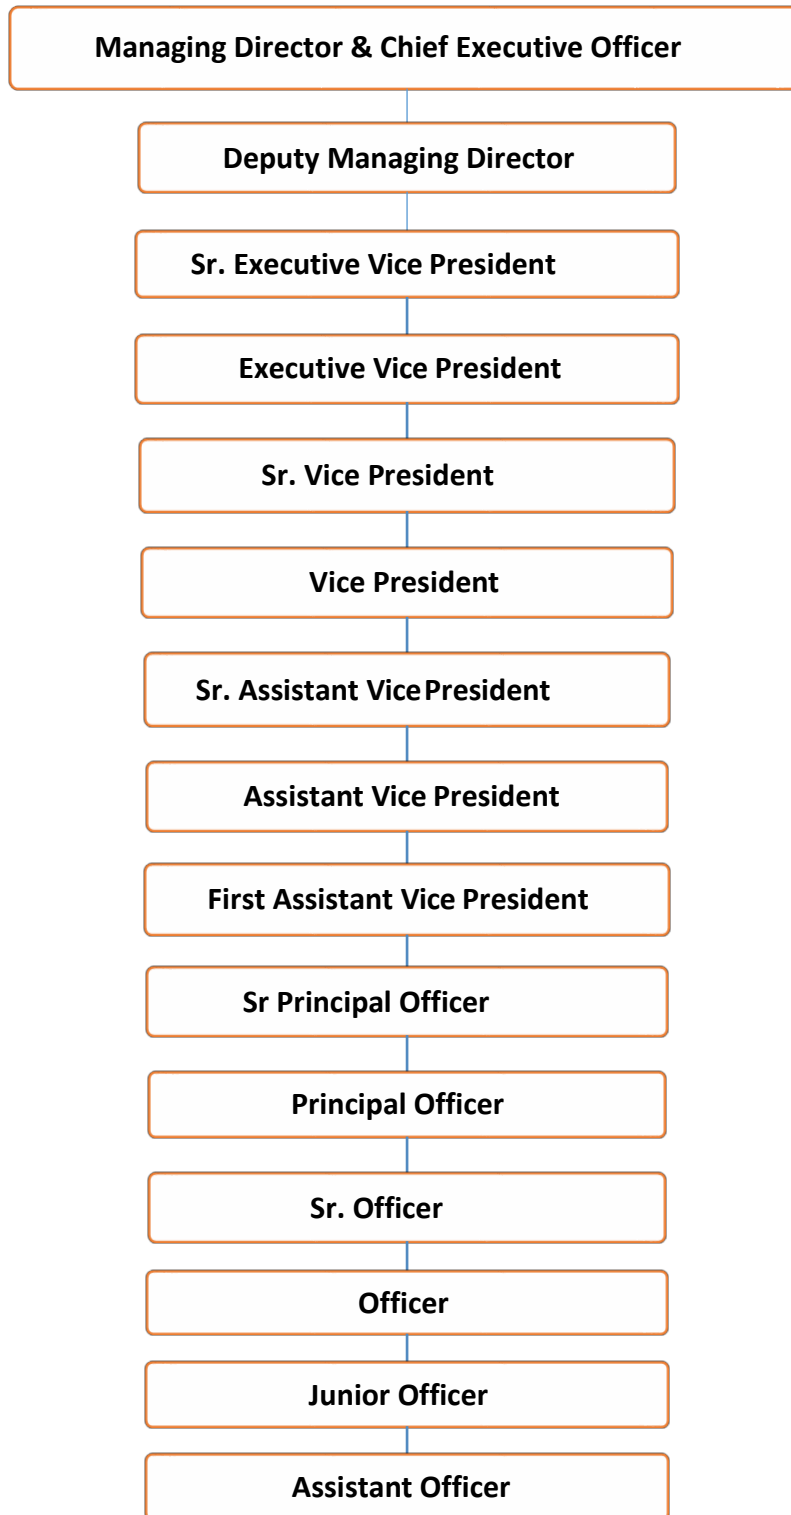 Managing Director & Chief Executive Officer
Deputy Managing Director
Sr. Executive Vice President
Executive Vice President
Sr. Vice President
Vice President
Sr. Assistant Vice President
Assistant Vice President
First Assistant Vice President
Sr Principal Officer
Principal Officer
Sr. Officer
Officer
Junior Officer
Assistant Officer